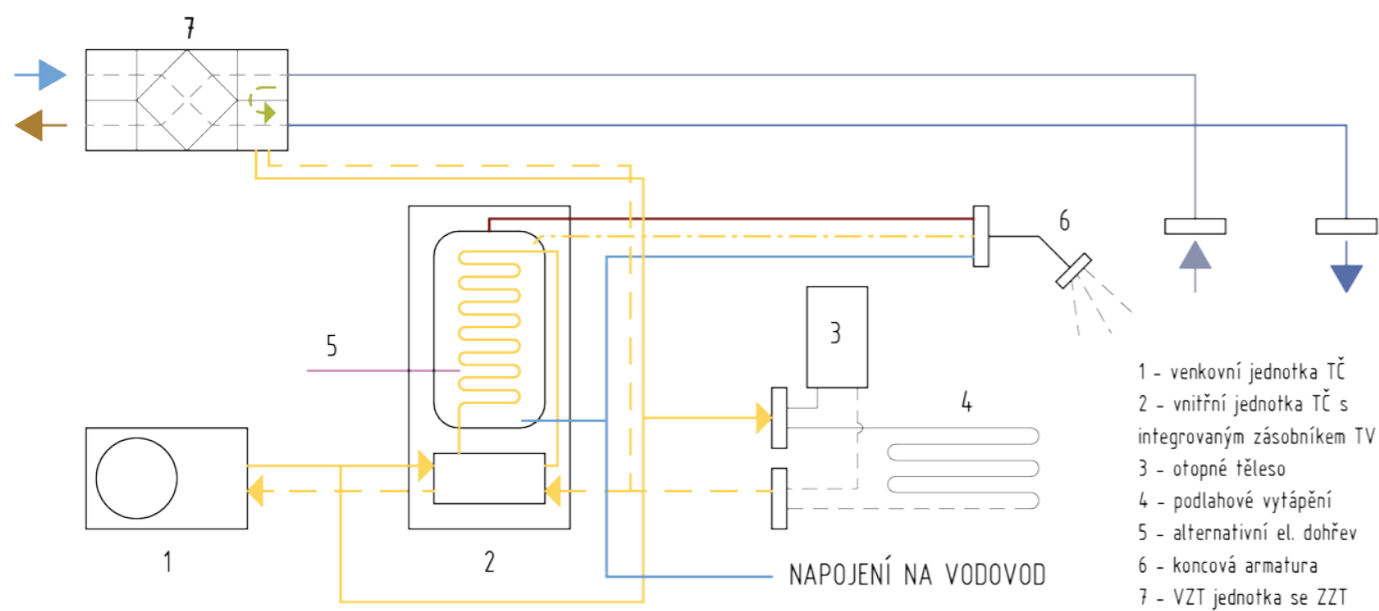 7
6
3
5
4
1
2
NAPOJENÍ NA VODOVOD
1 - venkovní jednotka TČ
2 - vnitřní jednotka TČ s
integrovaným zásobníkem TV
3 - otopné těleso
4 - podlahové vytápění
5 - alternativní el. dohřev
6 - koncová armatura
7 - VZT jednotka se ZZT